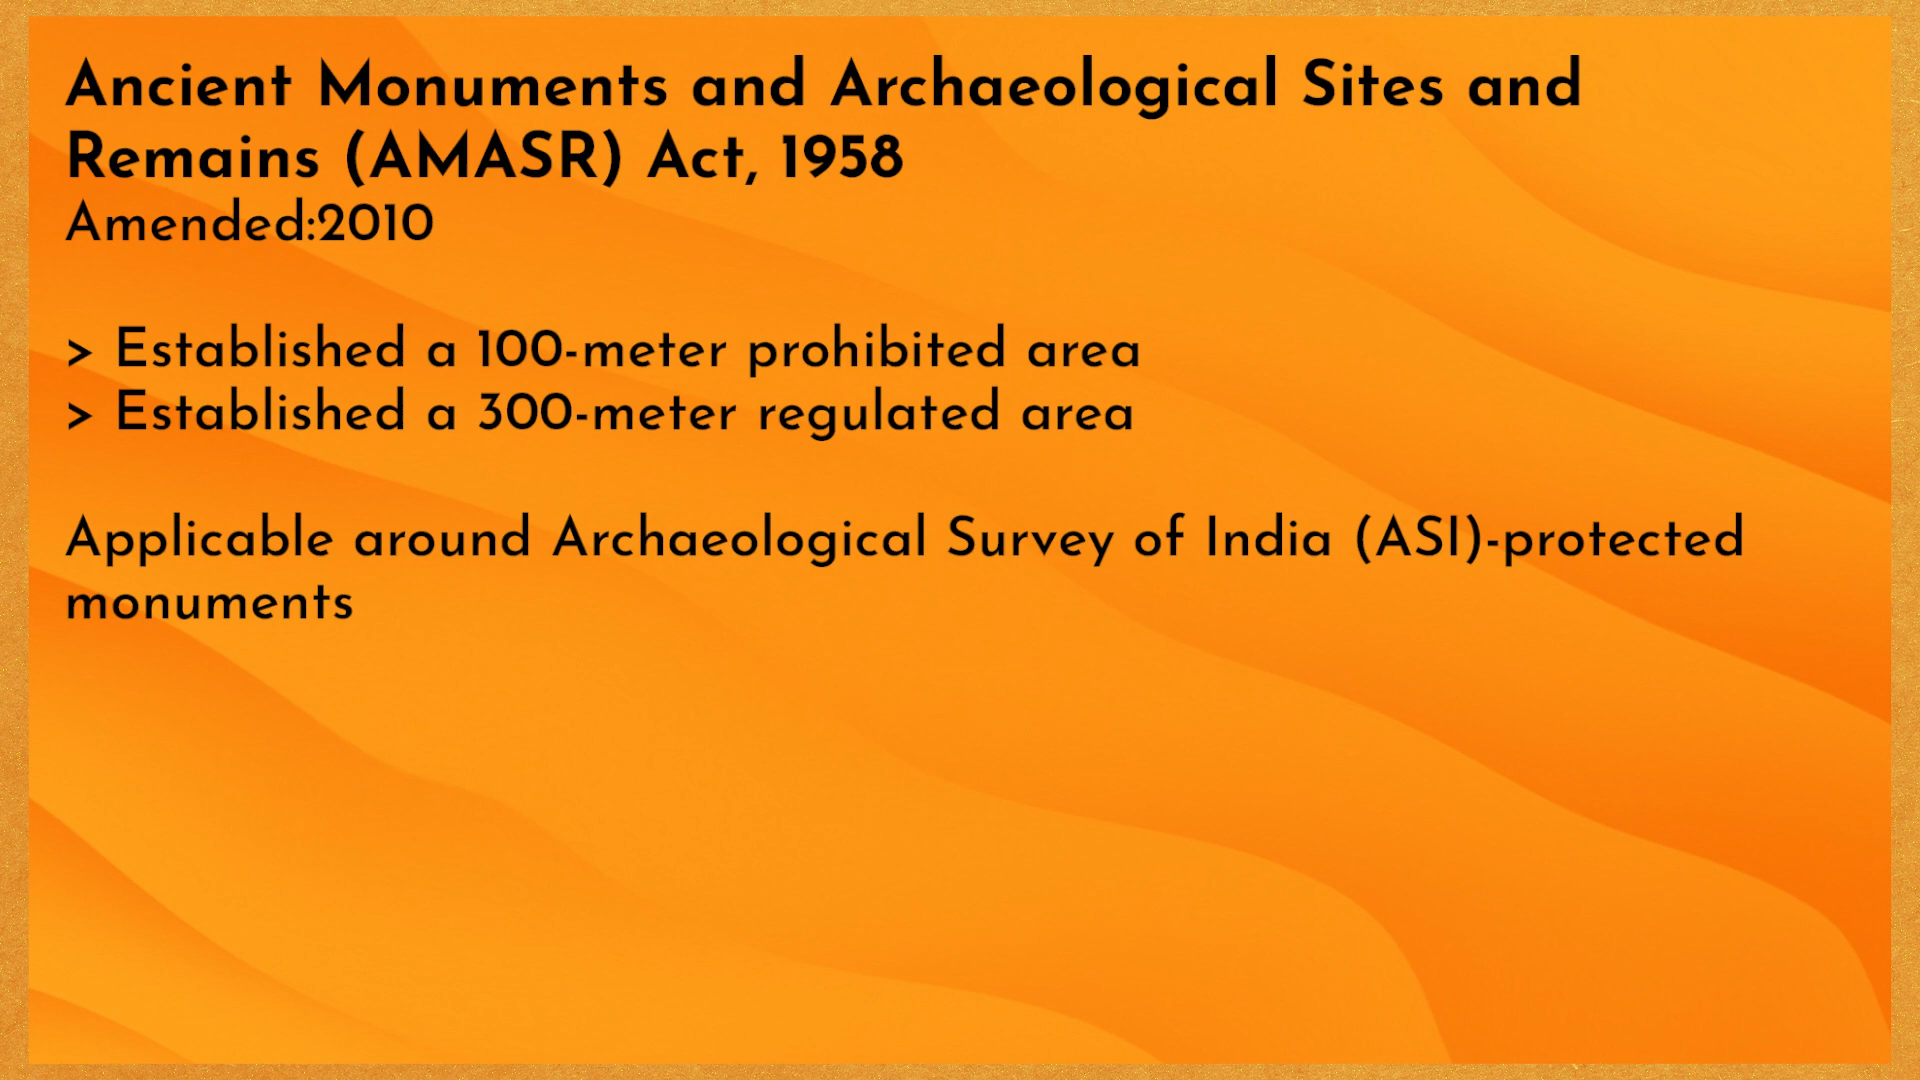 Ancient Monuments and Archaeological Sites and
Remains (AMASR) Act, 1958
Amended:2010
> Established a 100-meter prohibited area
> Established a 300-meter regulated area
Applicable around Archaeological Survey of India (ASI)-protected
monuments